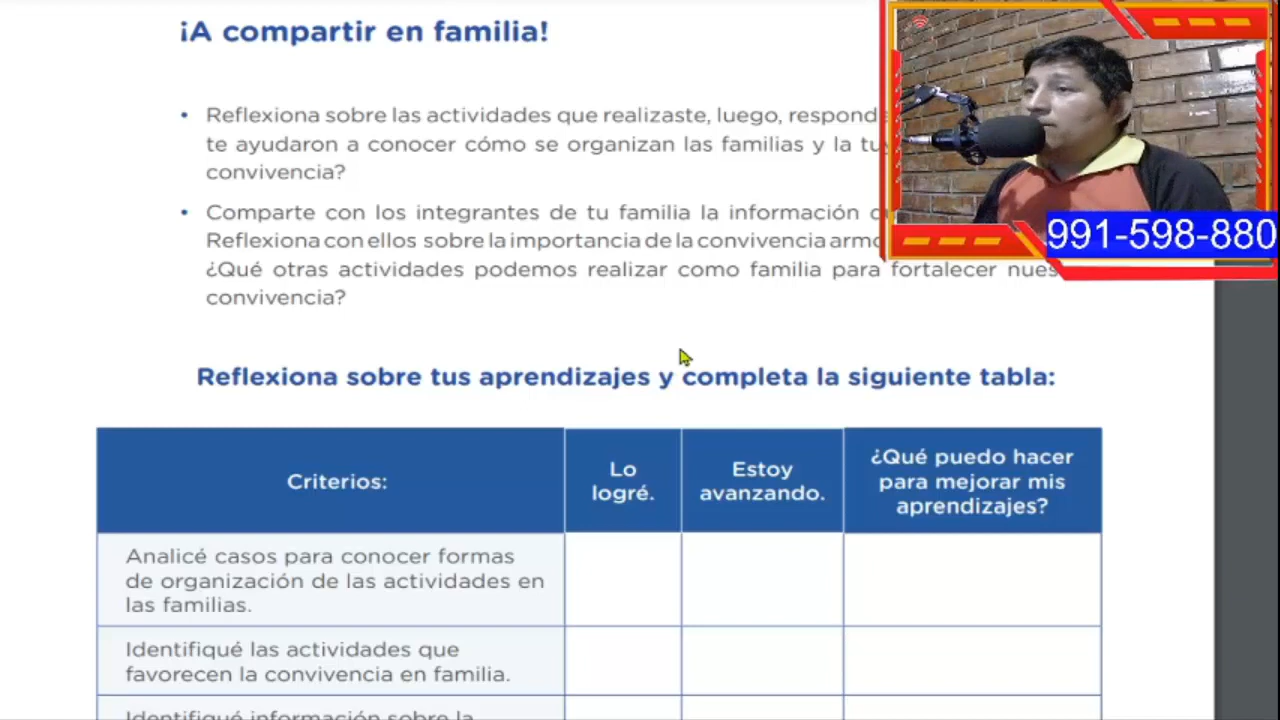 ¡A compartir en familia!
• Reflexiona sobre las actividades que realizaste, luego,
te ayudaron a conocer cómo se organizan las familias y la
convivencia?
• Comparte con los integrantes de tu familia la información
Reflexiona con ellos sobre la importancia de la convivencia
¿Qué otras actividades podemos realizar como familia para fortalecer
convivencia?
991-598-880
Reflexiona sobre tus aprendizajes y completa la siguiente tabla:
Criterios:
Lo
logré.
Estoy
avanzando.
¿Qué puedo hacer
para mejorar mis
aprendizajes?
Analicé casos para conocer formas
de organización de las actividades en
las familias.
Identifiqué las actividades que
favorecen la convivencia en familia.
Identifiqué información sobre la